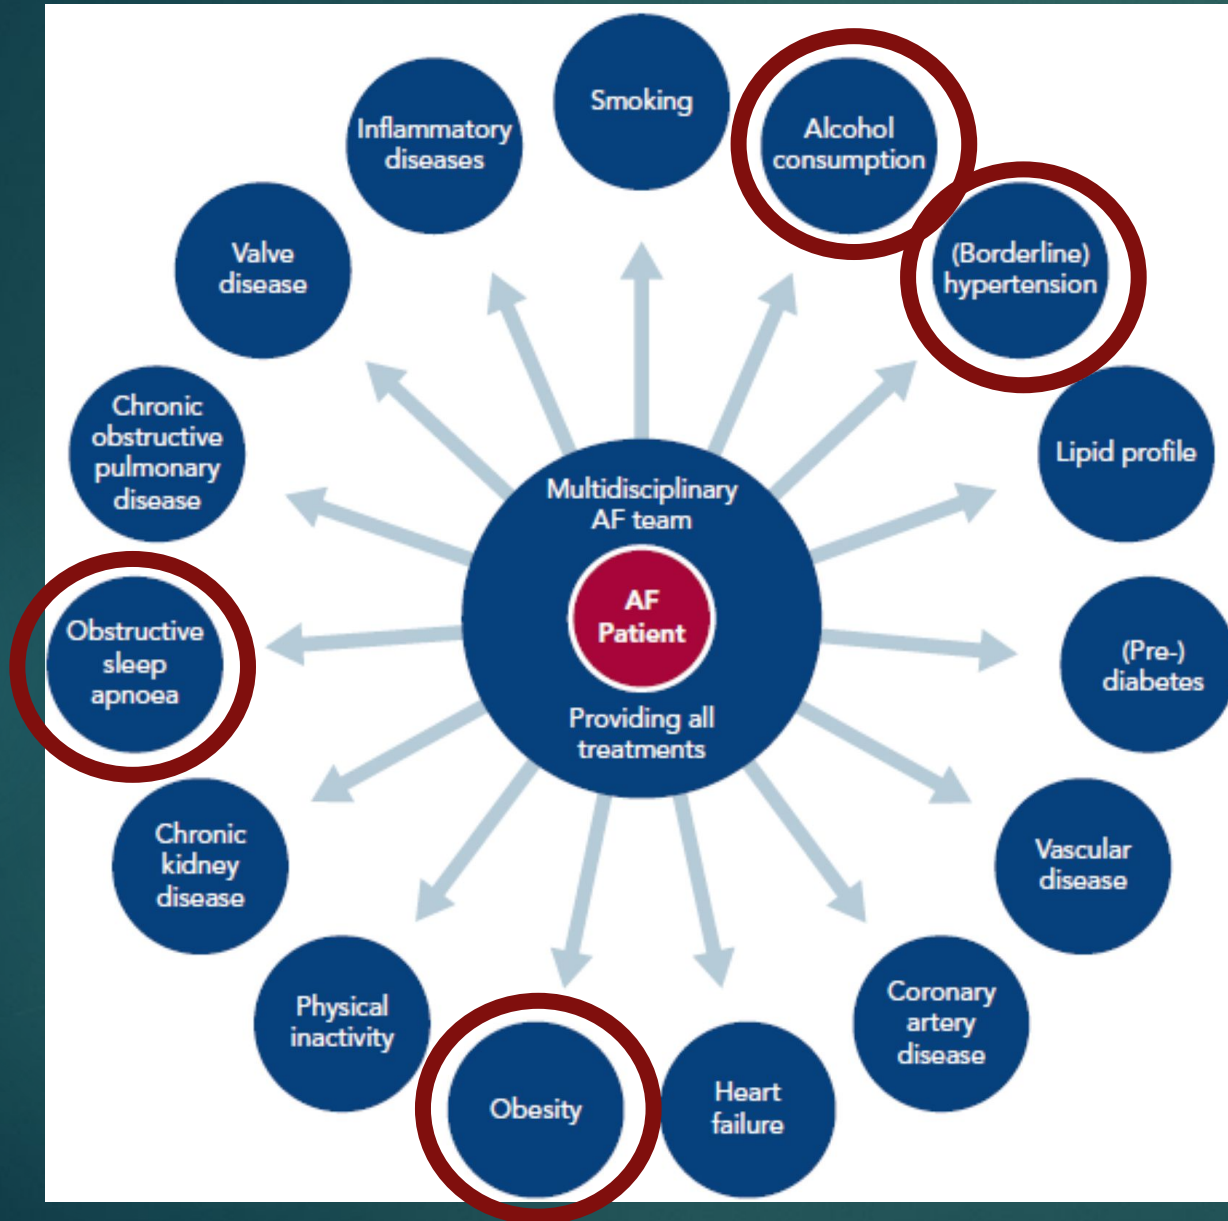 Smoking
Alcohol
consumption
(Borderline)
hypertension
Lipid profile
(Pre-)
diabetes
Vascular
disease
Coronary
artery
disease
Heart
failure
Obesity
Physical
inactivity
Chronic
kidney
disease
Obstructive
sleep
apnoea
Chronic
obstructive
pulmonary
disease
Valve
disease
Inflammatory
diseases
Multidisciplinary
AF team
AF
Patient
Providing all
treatments